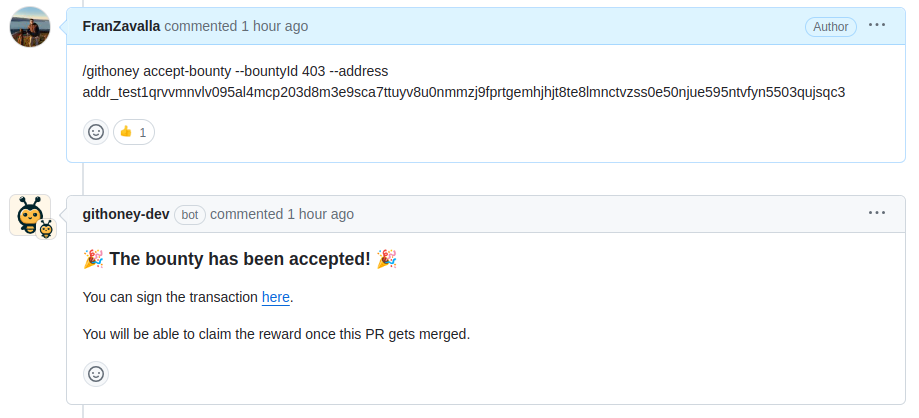 FranZavalla commented 1 hour ago Author
/githoney accept-bounty --bountyId 403 --address
addr_test1qrvvmnvlv095al4mcp203d8m3e9sca7ttuyv8u0nmmzj9fprtgemhjhjt8te8lmnctvzss0e50njue595ntvfyn5503qujsqc3
👍 1
githoney-dev bot commented 1 hour ago
🎉 The bounty has been accepted! 🎉
You can sign the transaction here.
You will be able to claim the reward once this PR gets merged.